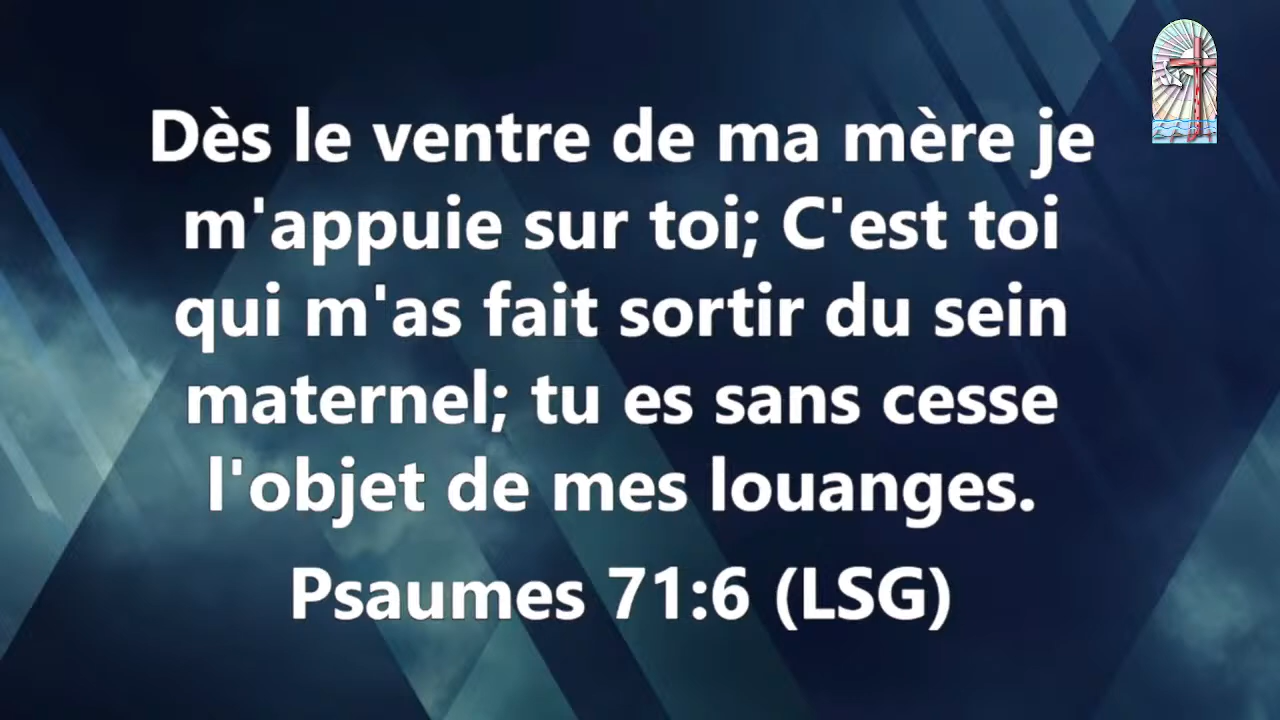 Dès le ventre de ma mère je
m'appuie sur toi; C'est toi
qui m'as fait sortir du sein
maternel; tu es sans cesse
l'objet de mes louanges.
Psaumes 71:6 (LSG)